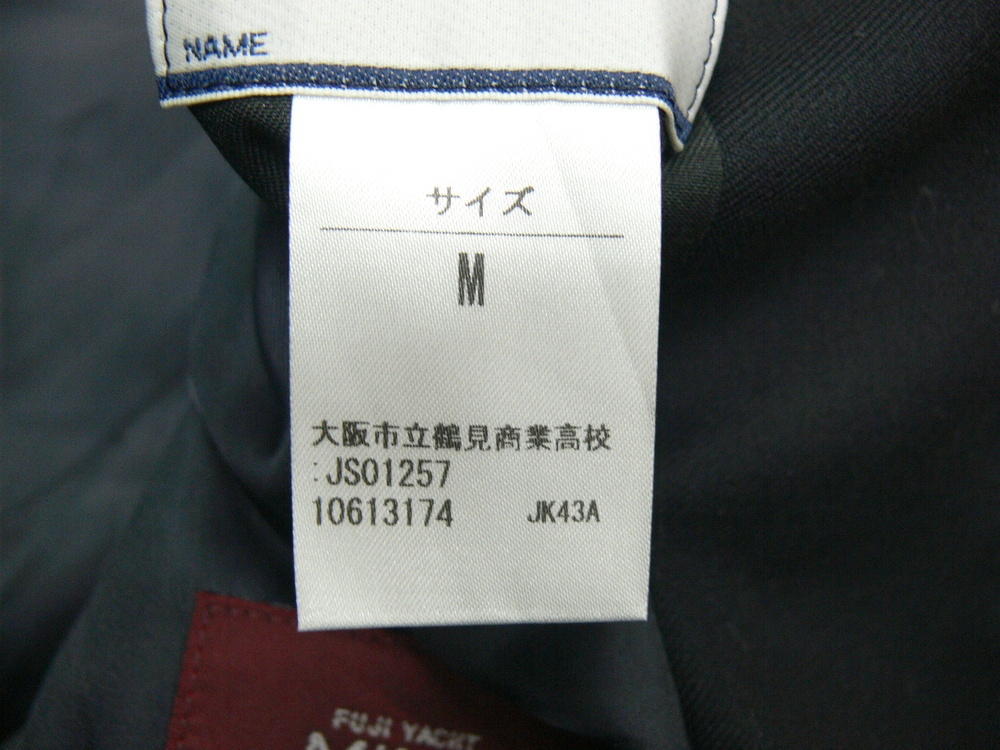 NAME
サイズ
M
大阪市立鶴見商業高校
:JS01257
10613174 JK43A
FUJI YACHT